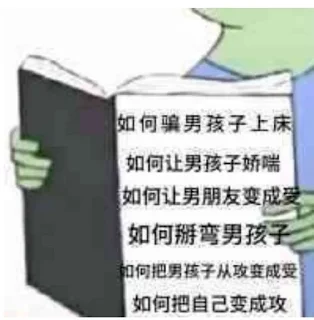 如何骗男孩子上床
如何让男孩子娇喘
如何让男朋友变成受
如何掰弯男孩子
如何把男孩子从攻变成受
如何把自己变成攻